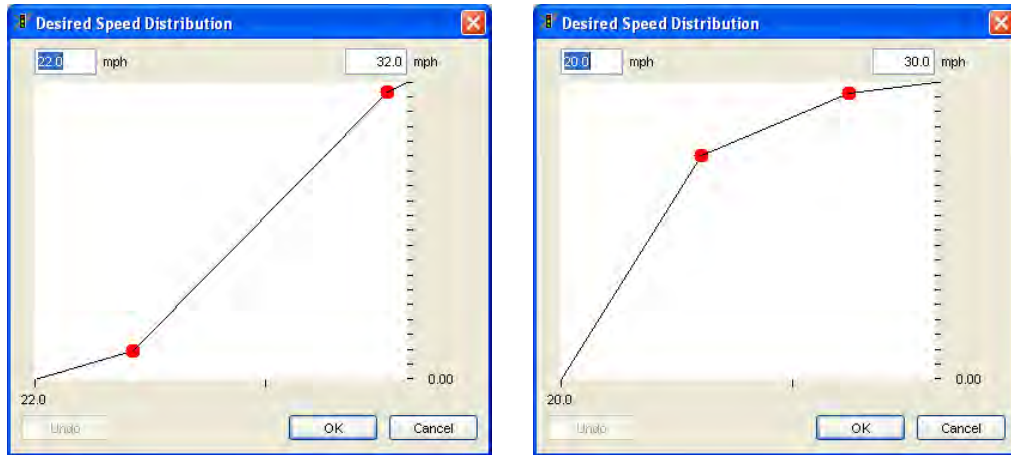 Desired Speed Distribution
22.0 mph 32.0 mph
0.00
22.0
Undo OK Cancel
Desired Speed Distribution
20.0 mph 30.0 mph
0.00
20.0
Undo OK Cancel